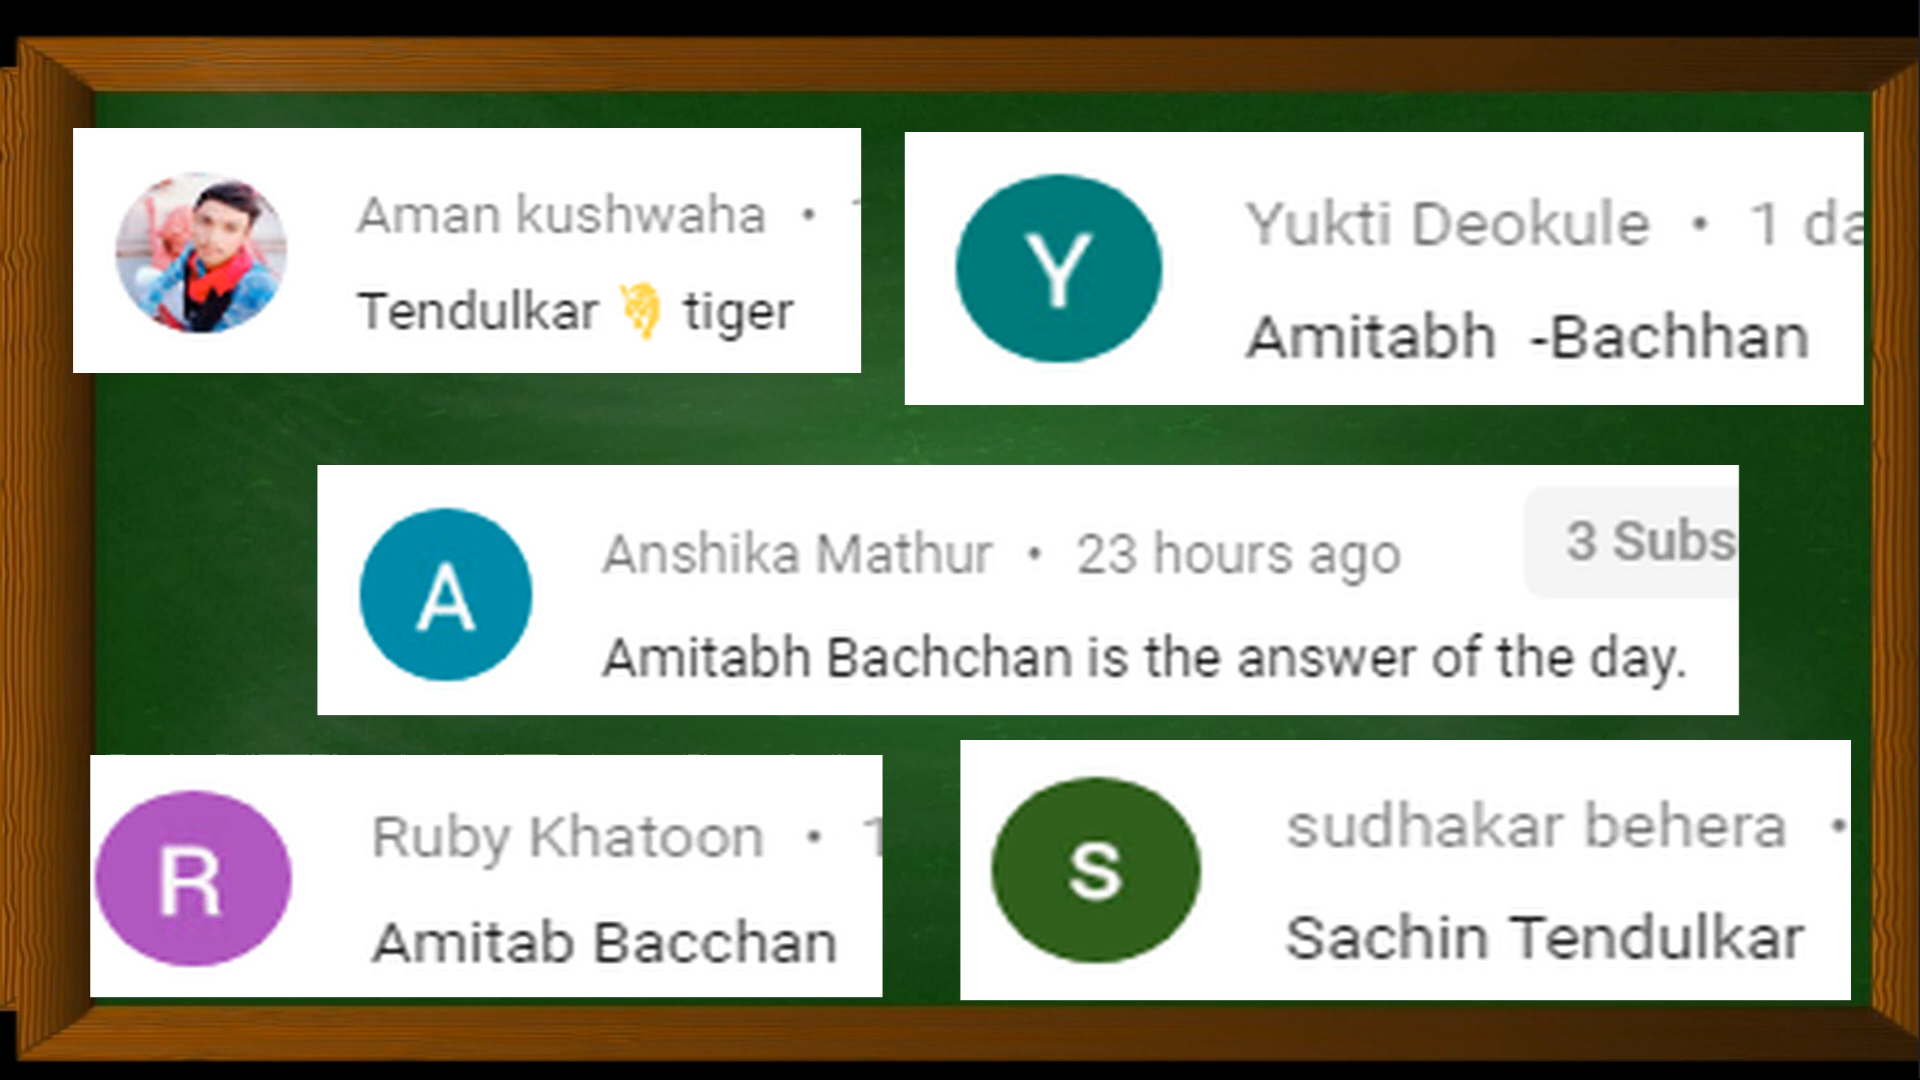 Aman kushwaha •
Tendulkar tiger
Yukti Deokule • 1 da
Amitabh -Bachhan
Y
Anshika Mathur • 23 hours ago
3 Subs
A
Amitabh Bachchan is the answer of the day.
Ruby Khatoon • 1
R
Amitab Bacchan
sudhakar behera •
s
Sachin Tendulkar